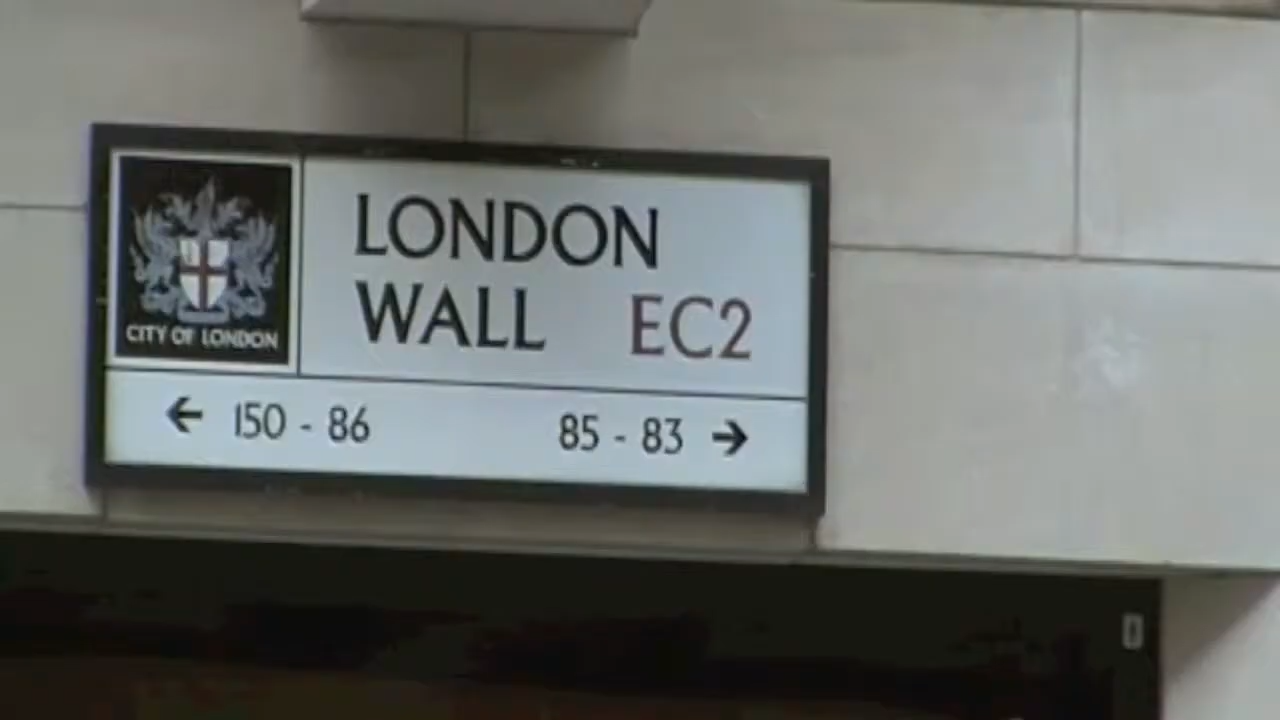 LONDON
WALL EC2
CITY OF LONDON
← 150 - 86 85 - 83 →